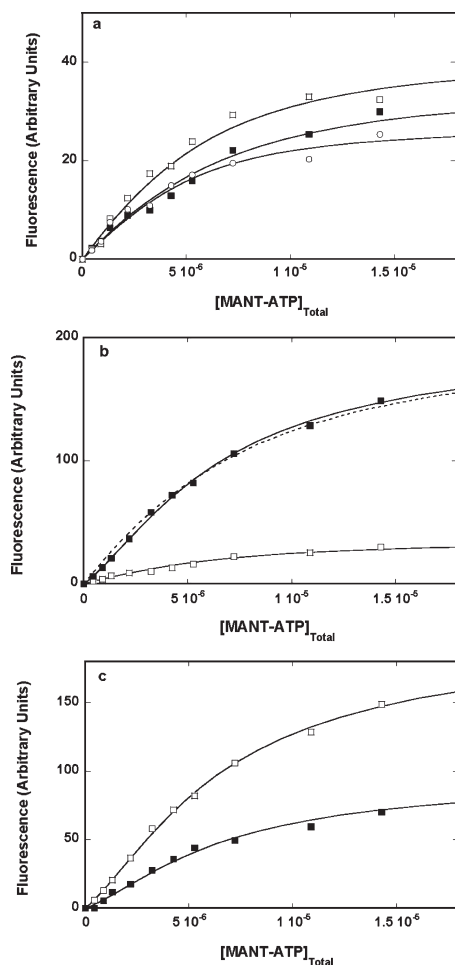 a
Fluorescence (Arbitrary Units)
40
20
0
0
5 10⁻⁶
1 10⁻⁵
1.5 10⁻⁵
[MANT-ATP]Total
b
Fluorescence (Arbitrary Units)
200
100
0
0
5 10⁻⁶
1 10⁻⁵
1.5 10⁻⁵
[MANT-ATP]Total
c
Fluorescence (Arbitrary Units)
150
100
50
0
0
5 10⁻⁶
1 10⁻⁵
1.5 10⁻⁵
[MANT-ATP]Total